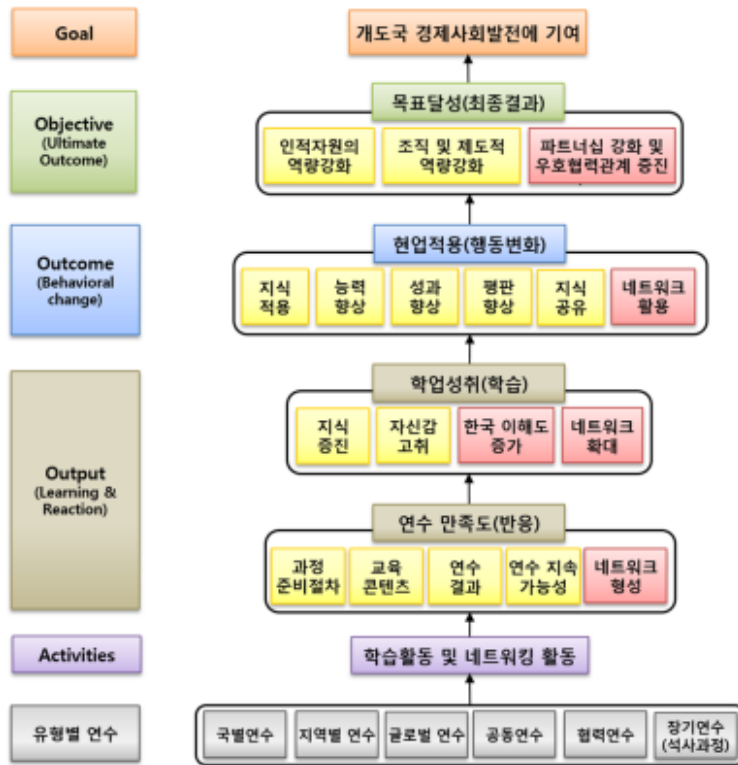 Goal
개도국 경제사회발전에 기여
Objective
(Ultimate
Outcome)
목표달성(최종결과)
인적자원의
역량강화
조직 및 제도적
역량강화
파트너십 강화 및
우호협력관계 증진
Outcome
(Behavioral
change)
현업적용(행동변화)
지식
적용
능력
향상
성과
향상
평판
향상
지식
공유
네트워크
활용
Output
(Learning &
Reaction)
학업성취(학습)
지식
증진
자신감
고취
한국 이해도
증가
네트워크
확대
연수 만족도(반응)
과정
준비절차
교육
콘텐츠
연수
결과
연수 지속
가능성
네트워크
형성
Activities
학습활동 및 네트워킹 활동
유형별 연수
국별연수
지역별 연수
글로벌 연수
공동연수
협력연수
장기연수
(석사과정)